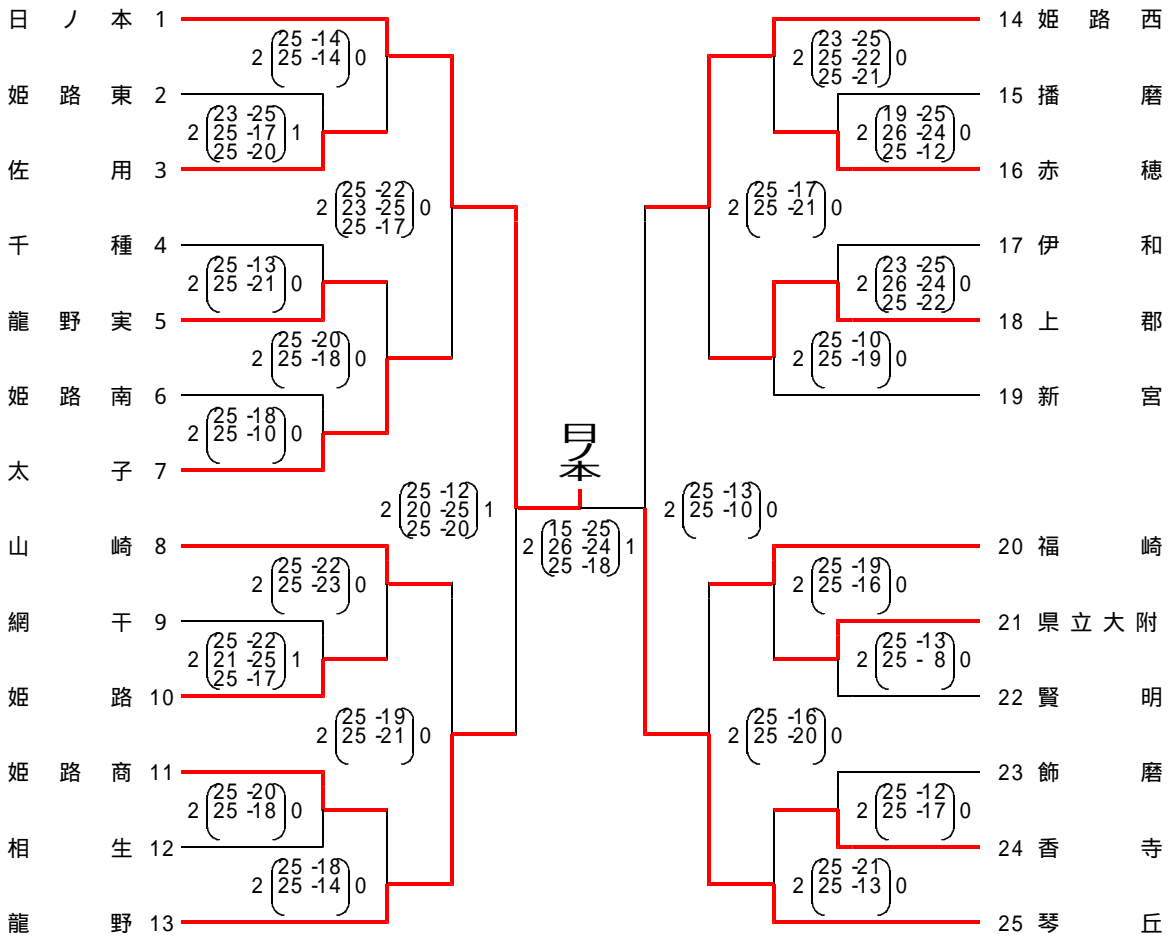 日ノ本 1
2 25-14 0
25-14
姫路東 2
2 23-25 1
25-17
25-20
佐用 3
2 25-22 0
23-25
25-17
千種 4
2 25-13 0
25-21
龍野実 5
2 25-20 0
25-18
姫路南 6
2 25-18 0
25-10
太子 7
2 25-12 1
20-25
25-20
山崎 8
2 25-22 0
25-23
網干 9
2 25-22 1
21-25
25-17
姫路 10
2 25-19 0
25-21
姫路商 11
2 25-20 0
25-18
相生 12
2 25-18 0
25-14
龍野 13
日ノ本
2 15-25 1
26-24
25-18
14 姫路西
2 23-25 0
25-22
25-21
15 播磨
2 19-25 0
26-24
25-12
16 赤穂
2 25-17 0
25-21
17 伊和
2 23-25 0
26-24
25-22
18 上郡
2 25-10 0
25-19
19 新宮
2 25-13 0
25-10
20 福崎
2 25-19 0
25-16
21 県立大附
2 25-13 0
25- 8
22 賢明
2 25-16 0
25-20
23 飾磨
2 25-12 0
25-17
24 香寺
2 25-21 0
25-13
25 琴丘